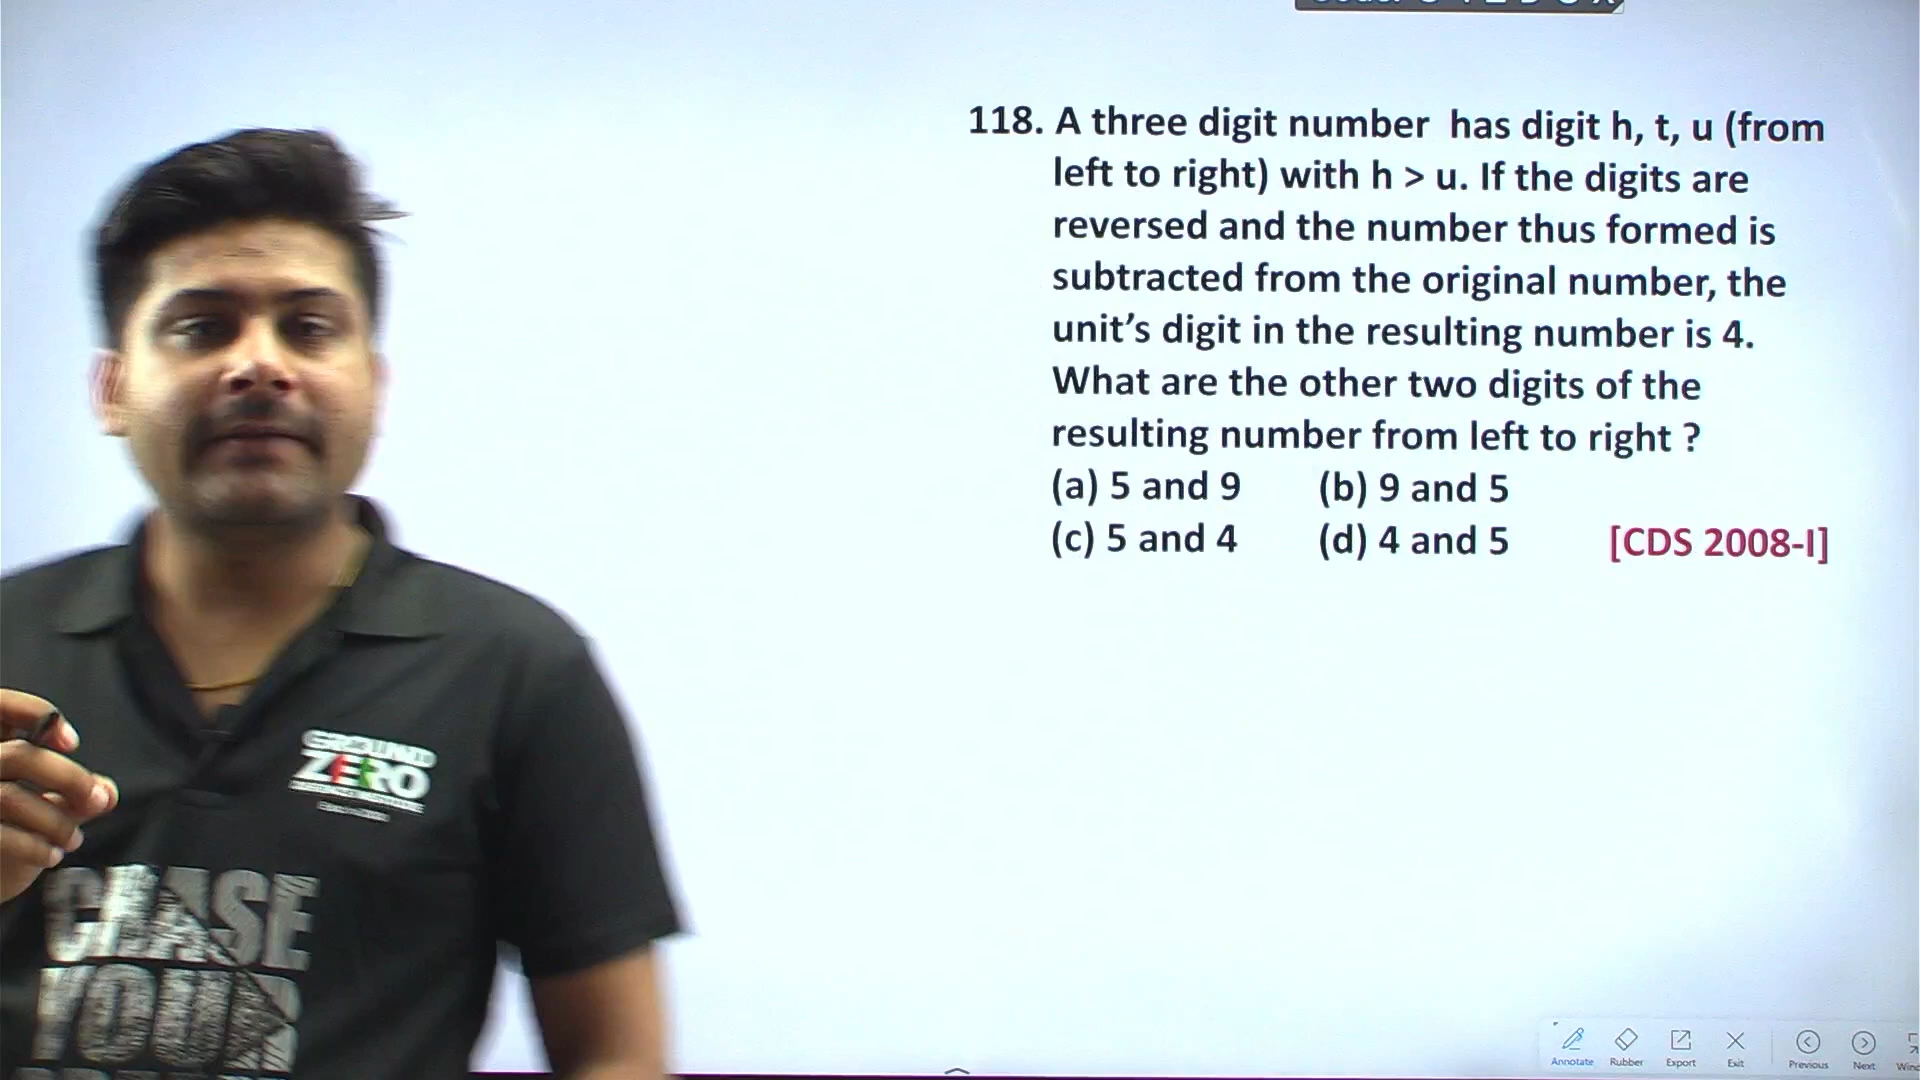 118. A three digit number has digit h, t, u (from
left to right) with h > u. If the digits are
reversed and the number thus formed is
subtracted from the original number, the
unit’s digit in the resulting number is 4.
What are the other two digits of the
resulting number from left to right ?
(a) 5 and 9 (b) 9 and 5
(c) 5 and 4 (d) 4 and 5 [CDS 2008-I]
GROUND
ZERO
CHASE
YOUR
Annotate Rubber Export Exit Previous Next